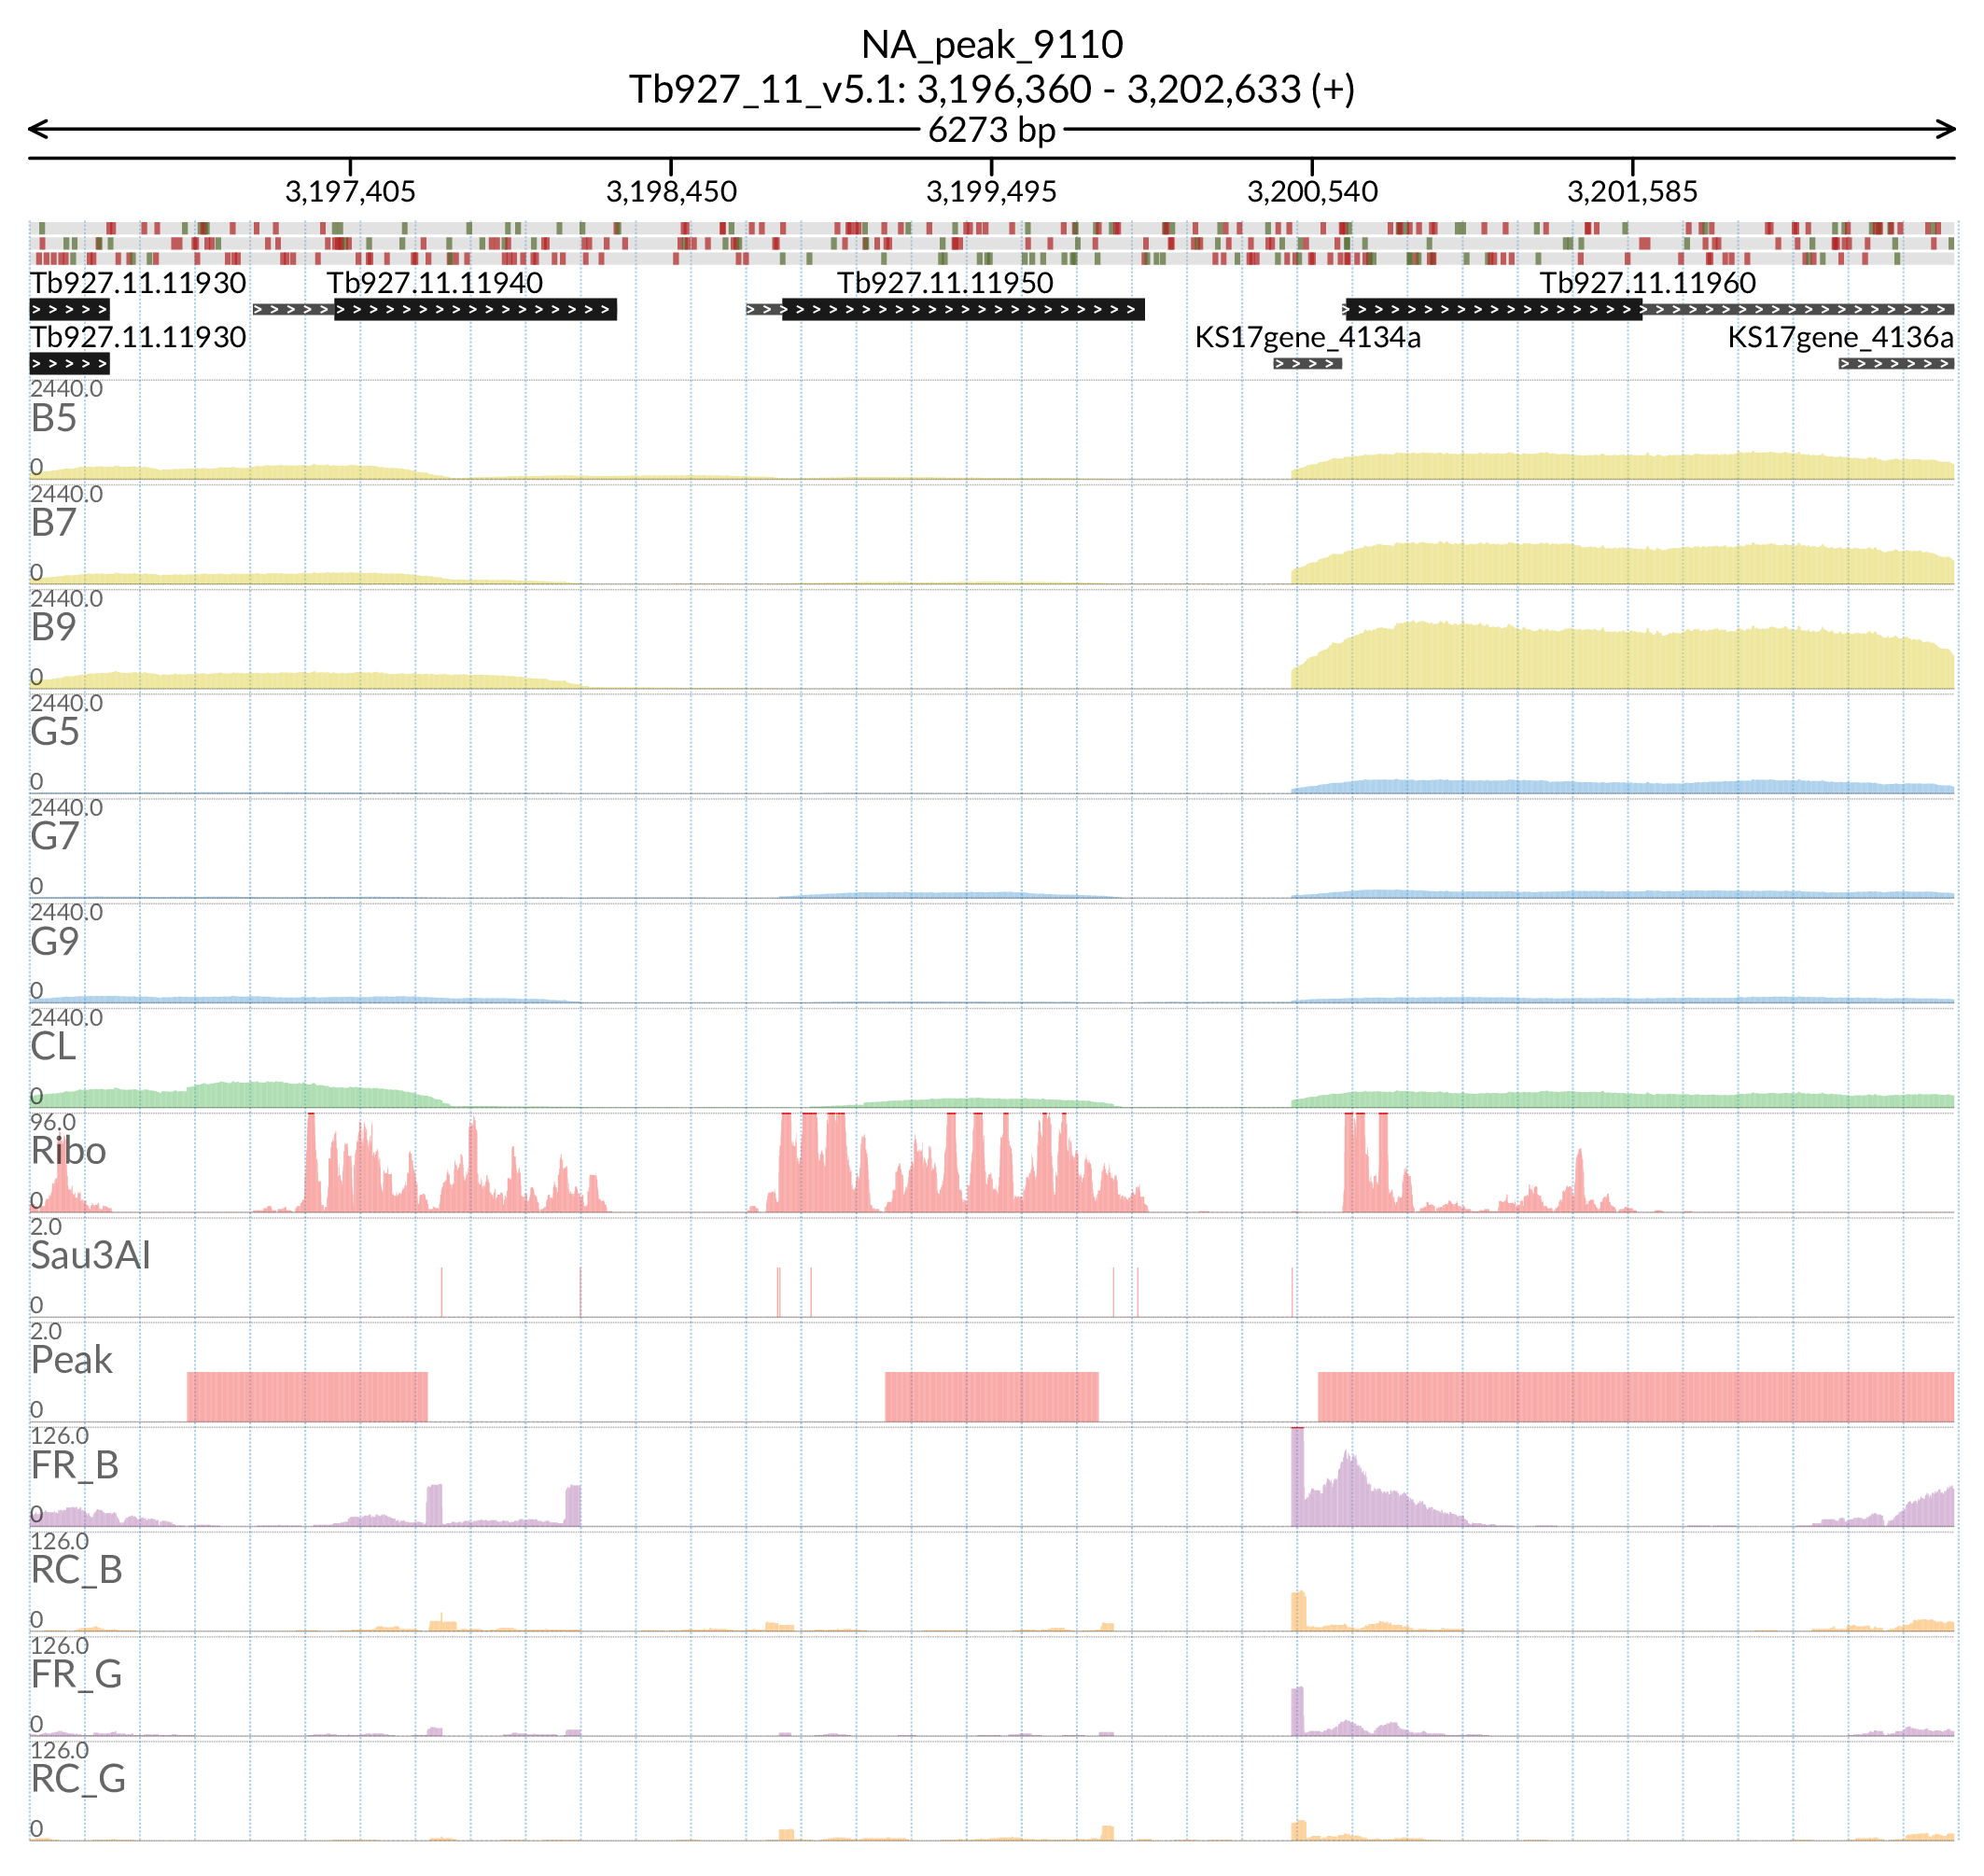 NA_peak_9110
Tb927_11_v5.1: 3,196,360 - 3,202,633 (+)
6273 bp
3,197,405 3,198,450 3,199,495 3,200,540 3,201,585
Tb927.11.11930 Tb927.11.11940 Tb927.11.11950 Tb927.11.11960
Tb927.11.11930 KS17gene_4134a KS17gene_4136a
2440.0
B5
0
2440.0
B7
0
2440.0
B9
0
2440.0
G5
0
2440.0
G7
0
2440.0
G9
0
2440.0
CL
0
96.0
Ribo
0
2.0
Sau3AI
0
2.0
Peak
0
126.0
FR_B
0
126.0
RC_B
0
126.0
FR_G
0
126.0
RC_G
0